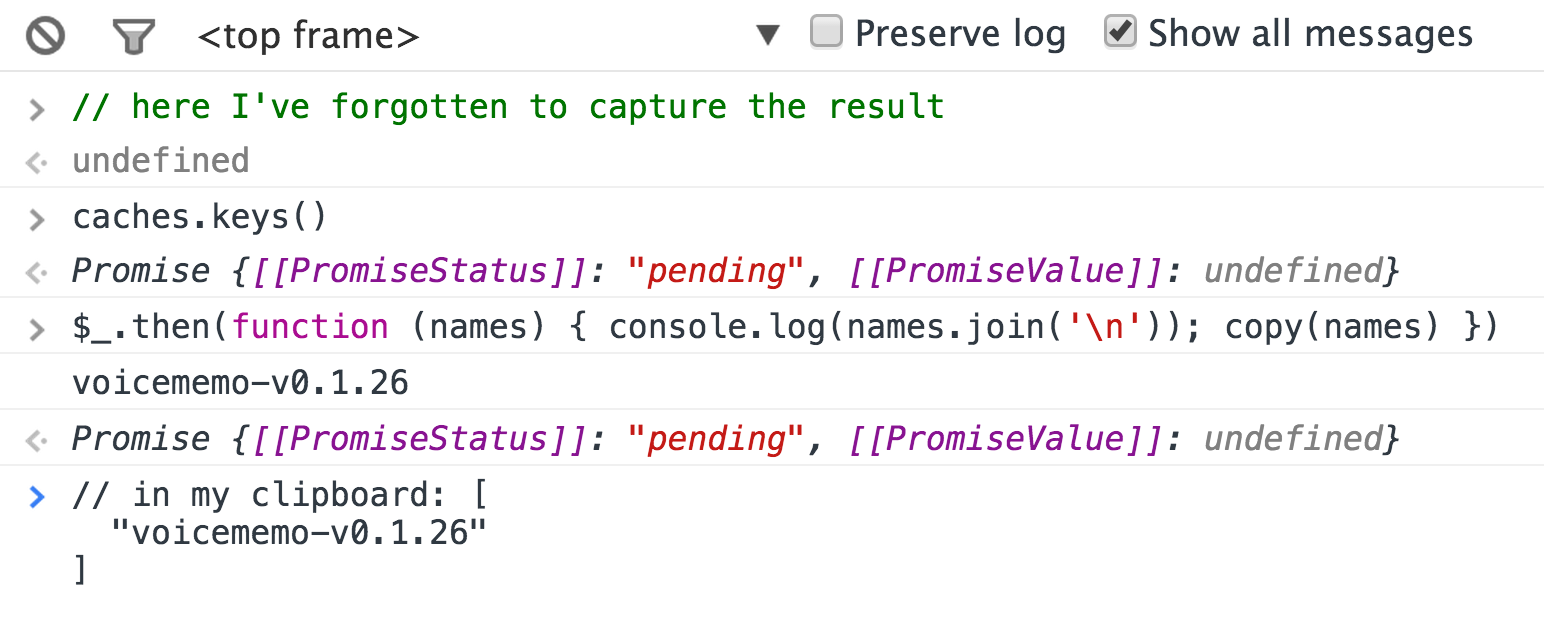 <top frame> ▼ Preserve log Show all messages
// here I've forgotten to capture the result
undefined
caches.keys()
Promise {[[PromiseStatus]]: "pending", [[PromiseValue]]: undefined}
$_.then(function (names) { console.log(names.join('\n')); copy(names) })
voicememo-v0.1.26
Promise {[[PromiseStatus]]: "pending", [[PromiseValue]]: undefined}
// in my clipboard: [
  "voicememo-v0.1.26"
]